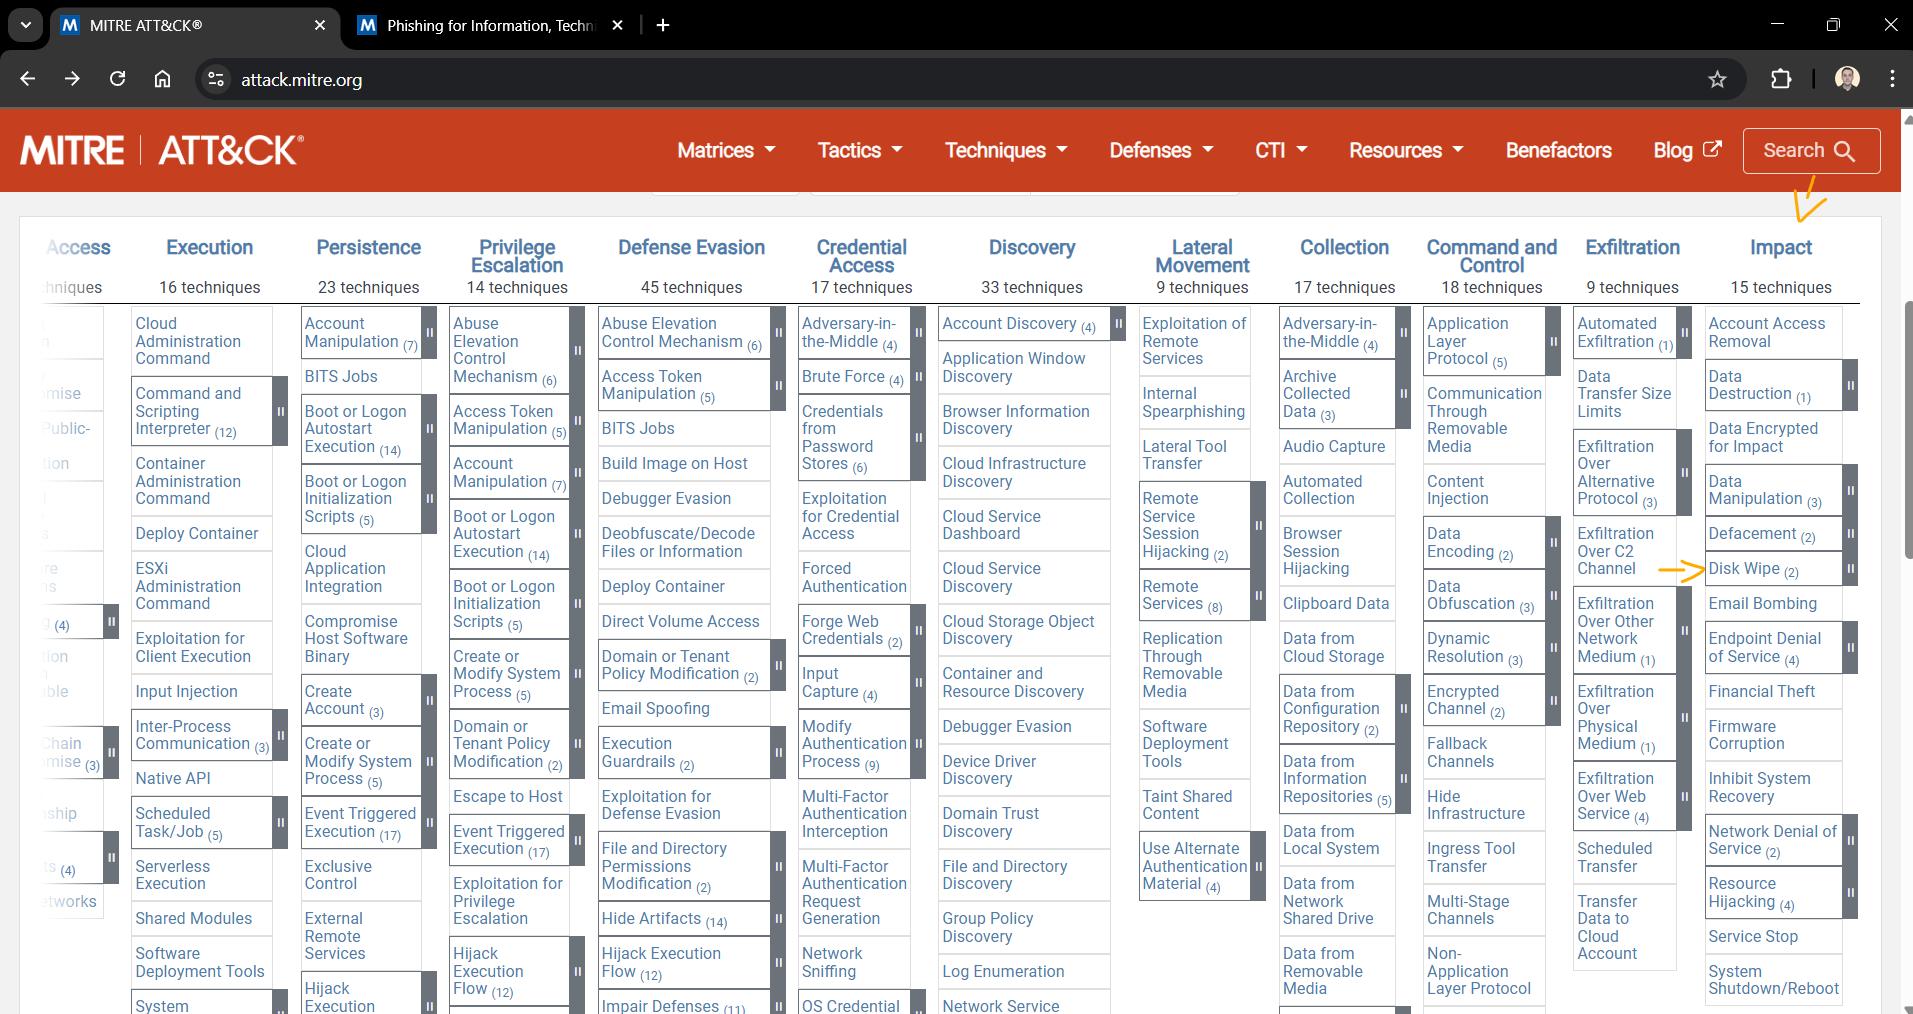 MITRE ATT&CK®
Phishing for Information, Techni
attack.mitre.org
MITRE | ATT&CK®
Matrices
Tactics
Techniques
Defenses
CTI
Resources
Benefactors
Blog
Search
Access
hniques
mise
Public-
tion
(4)
Chain
mise (3)
(4)
Execution
16 techniques
Cloud
Administration
Command
Command and
Scripting
Interpreter (12)
Container
Administration
Command
Deploy Container
ESXi
Administration
Command
Exploitation for
Client Execution
Input Injection
Inter-Process
Communication (3)
Native API
Scheduled
Task/Job (5)
Serverless
Execution
Shared Modules
Software
Deployment Tools
System
Persistence
23 techniques
Account
Manipulation (7)
BITS Jobs
Boot or Logon
Autostart
Execution (14)
Boot or Logon
Initialization
Scripts (5)
Cloud
Application
Integration
Compromise
Host Software
Binary
Create
Account (3)
Create or
Modify System
Process (5)
Event Triggered
Execution (17)
Exclusive
Control
External
Remote
Services
Hijack
Execution
Privilege
Escalation
14 techniques
Abuse
Elevation
Control
Mechanism (6)
Access Token
Manipulation (5)
Account
Manipulation (7)
Boot or Logon
Autostart
Execution (14)
Boot or Logon
Initialization
Scripts (5)
Create or
Modify System
Process (5)
Domain or
Tenant Policy
Modification (2)
Escape to Host
Event Triggered
Execution (17)
Exploitation for
Privilege
Escalation
Hijack
Execution
Flow (12)
Defense Evasion
45 techniques
Abuse Elevation
Control Mechanism (6)
Access Token
Manipulation (5)
BITS Jobs
Build Image on Host
Debugger Evasion
Deobfuscate/Decode
Files or Information
Deploy Container
Direct Volume Access
Domain or Tenant
Policy Modification (2)
Email Spoofing
Execution
Guardrails (2)
Exploitation for
Defense Evasion
File and Directory
Permissions
Modification (2)
Hide Artifacts (14)
Hijack Execution
Flow (12)
Impair Defenses (11)
Credential
Access
17 techniques
Adversary-in-
the-Middle (4)
Brute Force (4)
Credentials
from
Password
Stores (6)
Exploitation
for Credential
Access
Forced
Authentication
Forge Web
Credentials (2)
Input
Capture (4)
Modify
Authentication
Process (9)
Multi-Factor
Authentication
Interception
Multi-Factor
Authentication
Request
Generation
Network
Sniffing
OS Credential
Discovery
33 techniques
Account Discovery (4)
Application Window
Discovery
Browser Information
Discovery
Cloud Infrastructure
Discovery
Cloud Service
Dashboard
Cloud Service
Discovery
Cloud Storage Object
Discovery
Container and
Resource Discovery
Debugger Evasion
Device Driver
Discovery
Domain Trust
Discovery
File and Directory
Discovery
Group Policy
Discovery
Log Enumeration
Network Service
Lateral
Movement
9 techniques
Exploitation of
Remote
Services
Internal
Spearphishing
Lateral Tool
Transfer
Remote
Service
Session
Hijacking (2)
Remote
Services (8)
Replication
Through
Removable
Media
Software
Deployment
Tools
Taint Shared
Content
Use Alternate
Authentication
Material (4)
Collection
17 techniques
Adversary-in-
the-Middle (4)
Archive
Collected
Data (3)
Audio Capture
Automated
Collection
Browser
Session
Hijacking
Clipboard Data
Data from
Cloud Storage
Data from
Configuration
Repository (2)
Data from
Information
Repositories (5)
Data from
Local System
Data from
Network
Shared Drive
Data from
Removable
Media
Command and
Control
18 techniques
Application
Layer
Protocol (5)
Communication
Through
Removable
Media
Content
Injection
Data
Encoding (2)
Data
Obfuscation (3)
Dynamic
Resolution (3)
Encrypted
Channel (2)
Fallback
Channels
Hide
Infrastructure
Ingress Tool
Transfer
Multi-Stage
Channels
Non-
Application
Layer Protocol
Exfiltration
9 techniques
Automated
Exfiltration (1)
Data
Transfer Size
Limits
Exfiltration
Over
Alternative
Protocol (3)
Exfiltration
Over C2
Channel
Exfiltration
Over Other
Network
Medium (1)
Exfiltration
Over
Physical
Medium (1)
Exfiltration
Over Web
Service (4)
Scheduled
Transfer
Transfer
Data to
Cloud
Account
Impact
15 techniques
Account Access
Removal
Data
Destruction (1)
Data Encrypted
for Impact
Data
Manipulation (3)
Defacement (2)
Disk Wipe (2)
Email Bombing
Endpoint Denial
of Service (4)
Financial Theft
Firmware
Corruption
Inhibit System
Recovery
Network Denial of
Service (2)
Resource
Hijacking (4)
Service Stop
System
Shutdown/Reboot